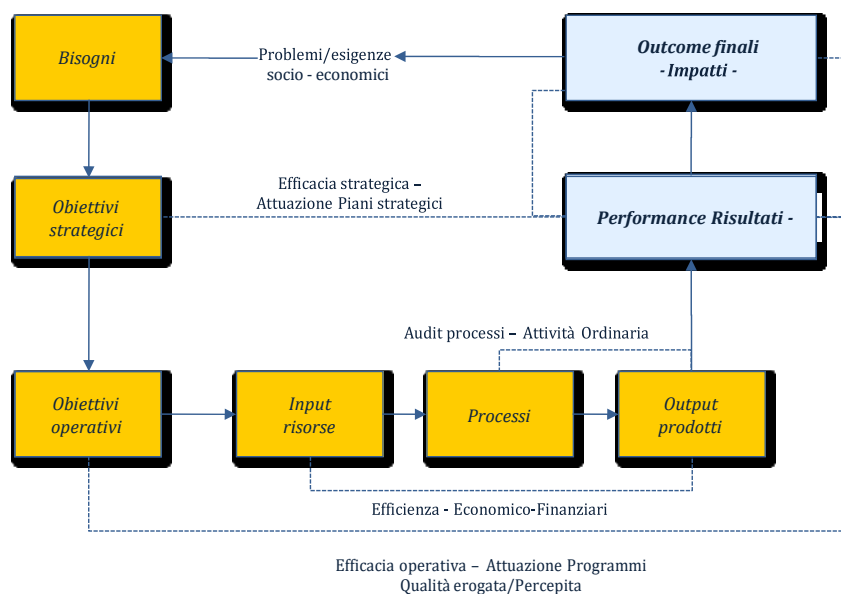 Bisogni
Problemi/esigenze
socio - economici
Outcome finali
- Impatti -
Obiettivi
strategici
Efficacia strategica –
Attuazione Piani strategici
Performance Risultati -
Audit processi – Attività Ordinaria
Obiettivi
operativi
Input
risorse
Processi
Output
prodotti
Efficienza - Economico-Finanziari
Efficacia operativa – Attuazione Programmi
Qualità erogata/Percepita